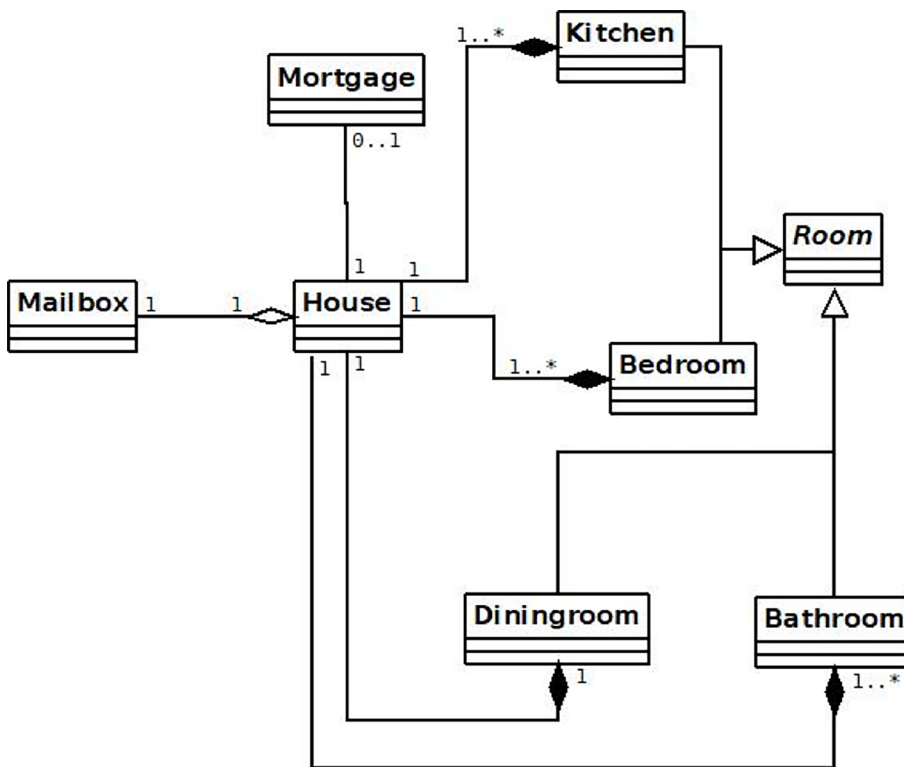 Kitchen
1..*
Mortgage
0..1
Room
1
1
Mailbox
1
1
House
1
1..*
Bedroom
1
1
Diningroom
1
Bathroom
1..*